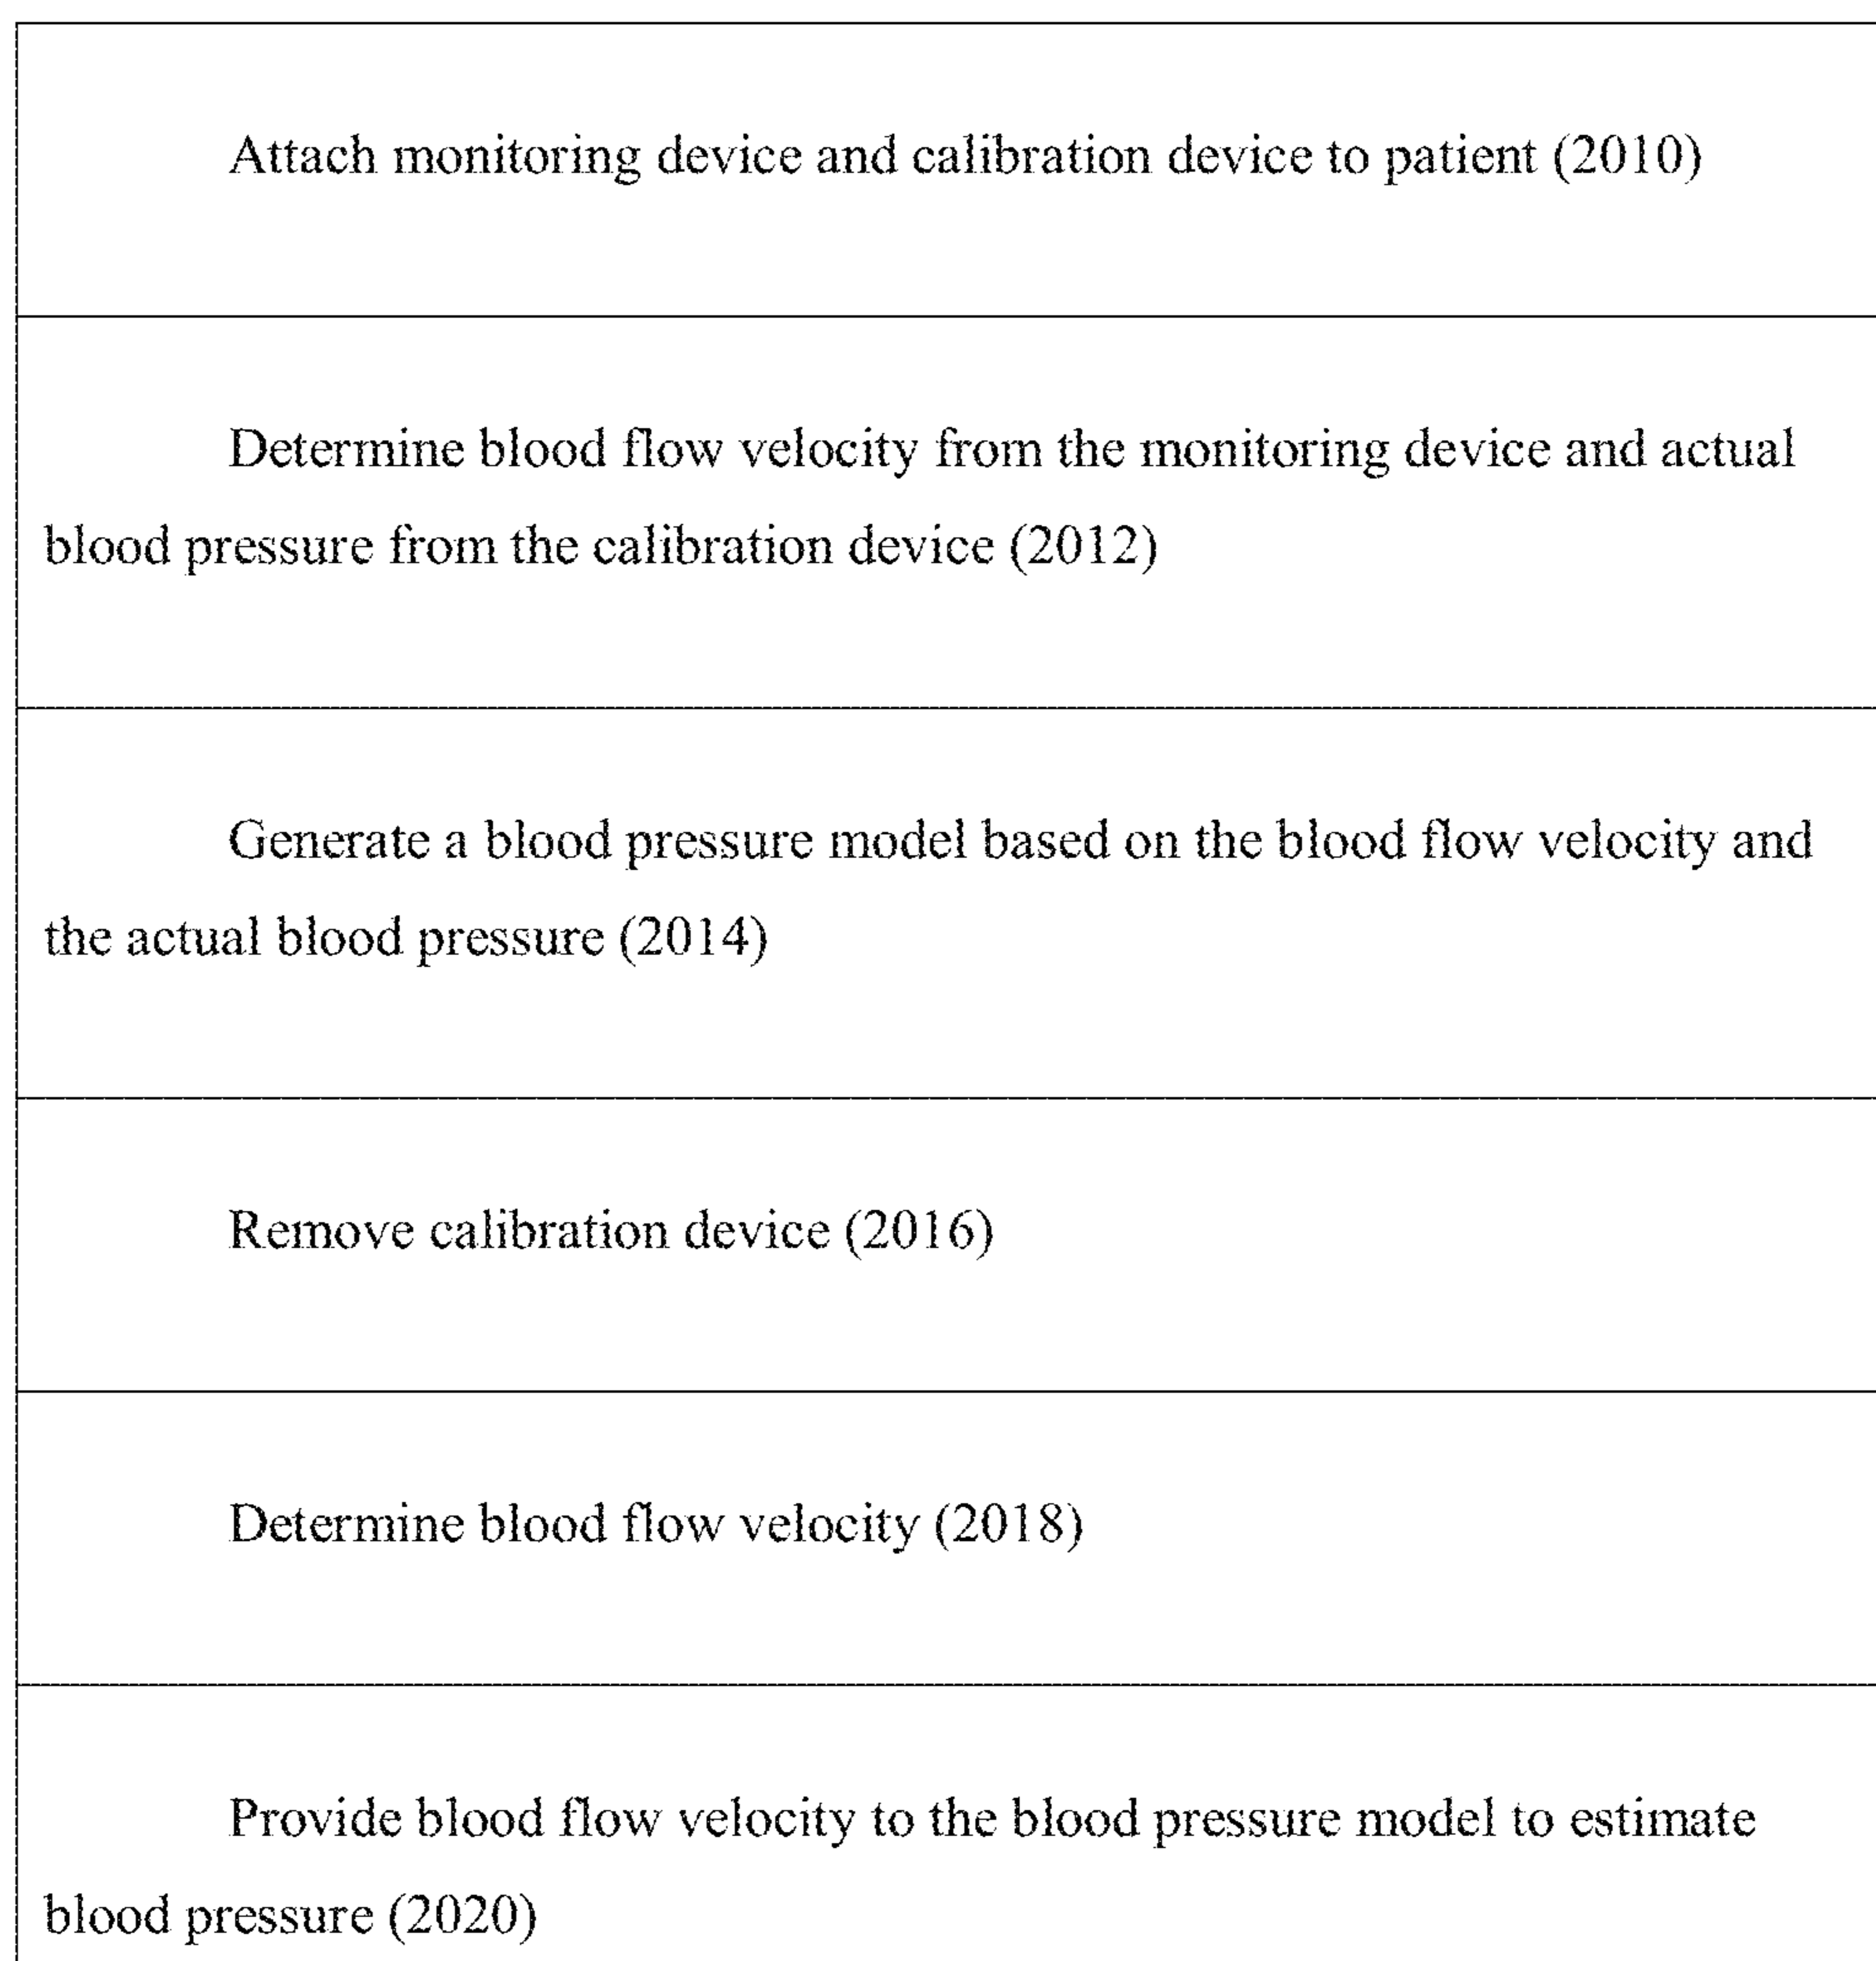 Attach monitoring device and calibration device to patient (2010)
Determine blood flow velocity from the monitoring device and actual
blood pressure from the calibration device (2012)
Generate a blood pressure model based on the blood flow velocity and
the actual blood pressure (2014)
Remove calibration device (2016)
Determine blood flow velocity (2018)
Provide blood flow velocity to the blood pressure model to estimate
blood pressure (2020)